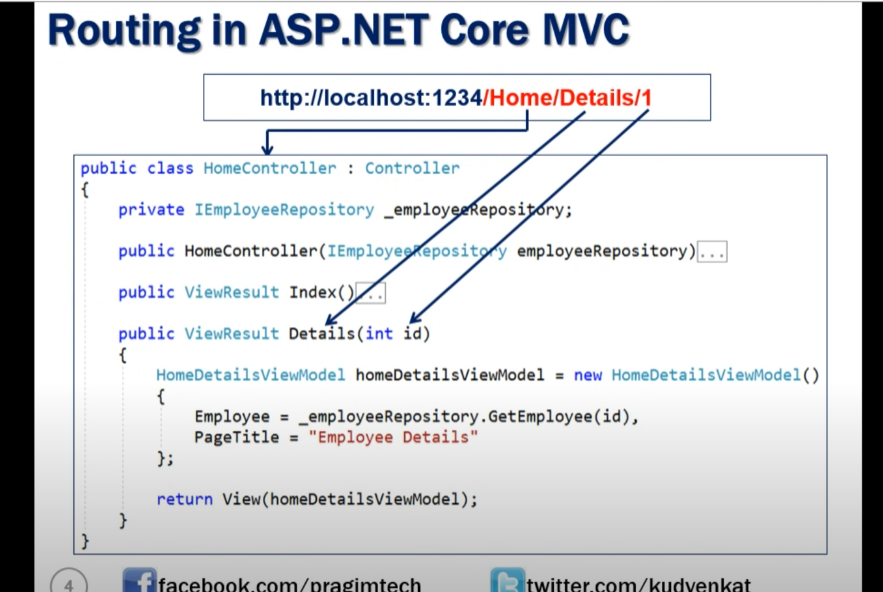 Routing in ASP.NET Core MVC
http://localhost:1234/Home/Details/1
public class HomeController : Controller
{
private IEmployeeRepository _employeeRepository;
public HomeController(IEmployeeRepository employeeRepository)...
public ViewResult Index()...
public ViewResult Details(int id)
{
HomeDetailsViewModel homeDetailsViewModel = new HomeDetailsViewModel()
{
Employee = _employeeRepository.GetEmployee(id),
PageTitle = "Employee Details"
};
return View(homeDetailsViewModel);
}
}
4 facebook.com/pragimtech twitter.com/kudvenkat